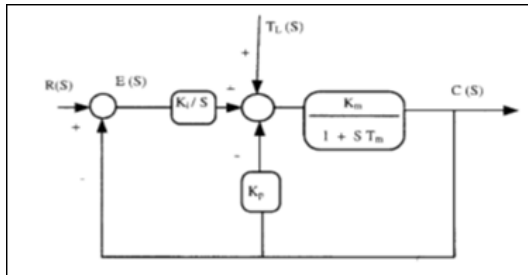 T_L (S)
+
R(S)
E (S)
K_i / S
K_m
1 + S T_m
C (S)
+
-
K_p
-